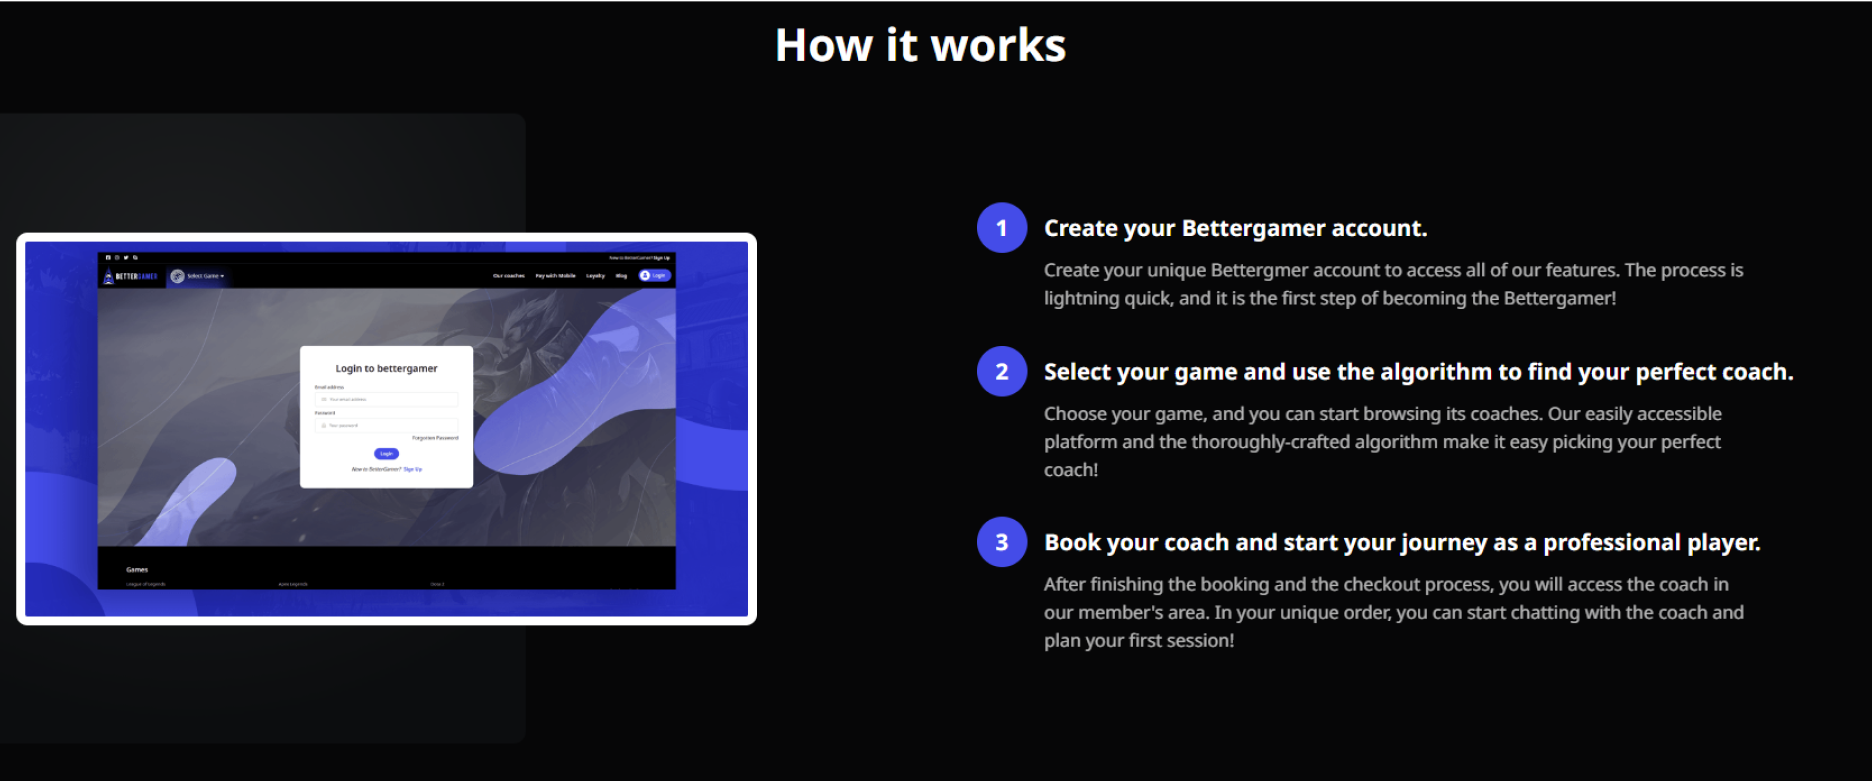 How it works
New to BetterGamer? Sign Up
BETTERGAMER
Select Game
Our coaches
Pay with Mobile
Loyalty
Blog
Login
Login to bettergamer
Email address
Your email address
Password
Your password
Forgotten Password
Login
New to BetterGamer? Sign Up
Games
League of Legends
Apex Legends
Dota 2
1
Create your Bettergamer account.
Create your unique Bettergmer account to access all of our features. The process is
lightning quick, and it is the first step of becoming the Bettergamer!
2
Select your game and use the algorithm to find your perfect coach.
Choose your game, and you can start browsing its coaches. Our easily accessible
platform and the thoroughly-crafted algorithm make it easy picking your perfect
coach!
3
Book your coach and start your journey as a professional player.
After finishing the booking and the checkout process, you will access the coach in
our member's area. In your unique order, you can start chatting with the coach and
plan your first session!